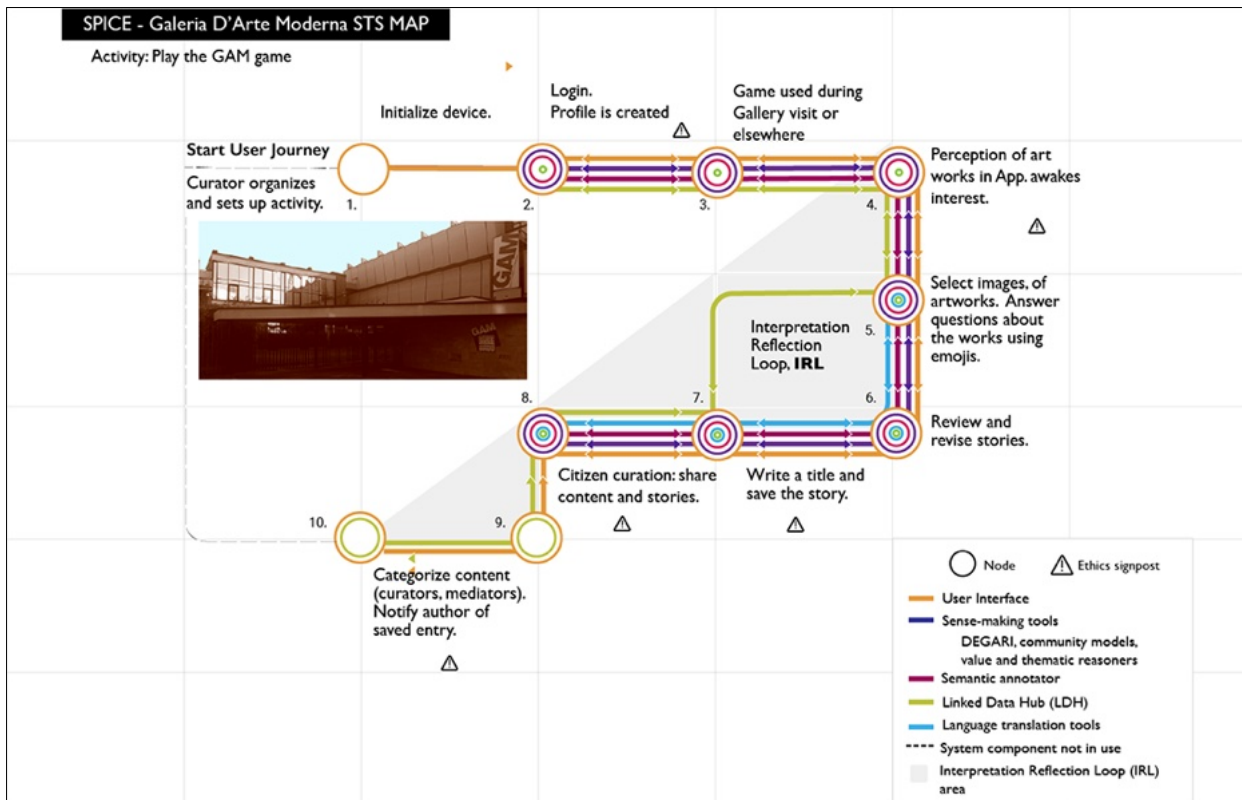 SPICE - Galeria D'Arte Moderna STS MAP
Activity: Play the GAM game
Initialize device.
Login.
Profile is created
Game used during
Gallery visit or
elsewhere
Start User Journey
Curator organizes
and sets up activity.
1.
2.
3.
4.
Perception of art
works in App. awakes
interest.
GAM
GAM
Select images, of
artworks. Answer
questions about
the works using
emojis.
5.
Interpretation
Reflection
Loop, IRL
8.
7.
6.
Review and
revise stories.
Citizen curation: share
content and stories.
Write a title and
save the story.
10.
9.
Categorize content
(curators, mediators).
Notify author of
saved entry.
Node
Ethics signpost
User Interface
Sense-making tools
DEGARI, community models,
value and thematic reasoners
Semantic annotator
Linked Data Hub (LDH)
Language translation tools
System component not in use
Interpretation Reflection Loop (IRL)
area